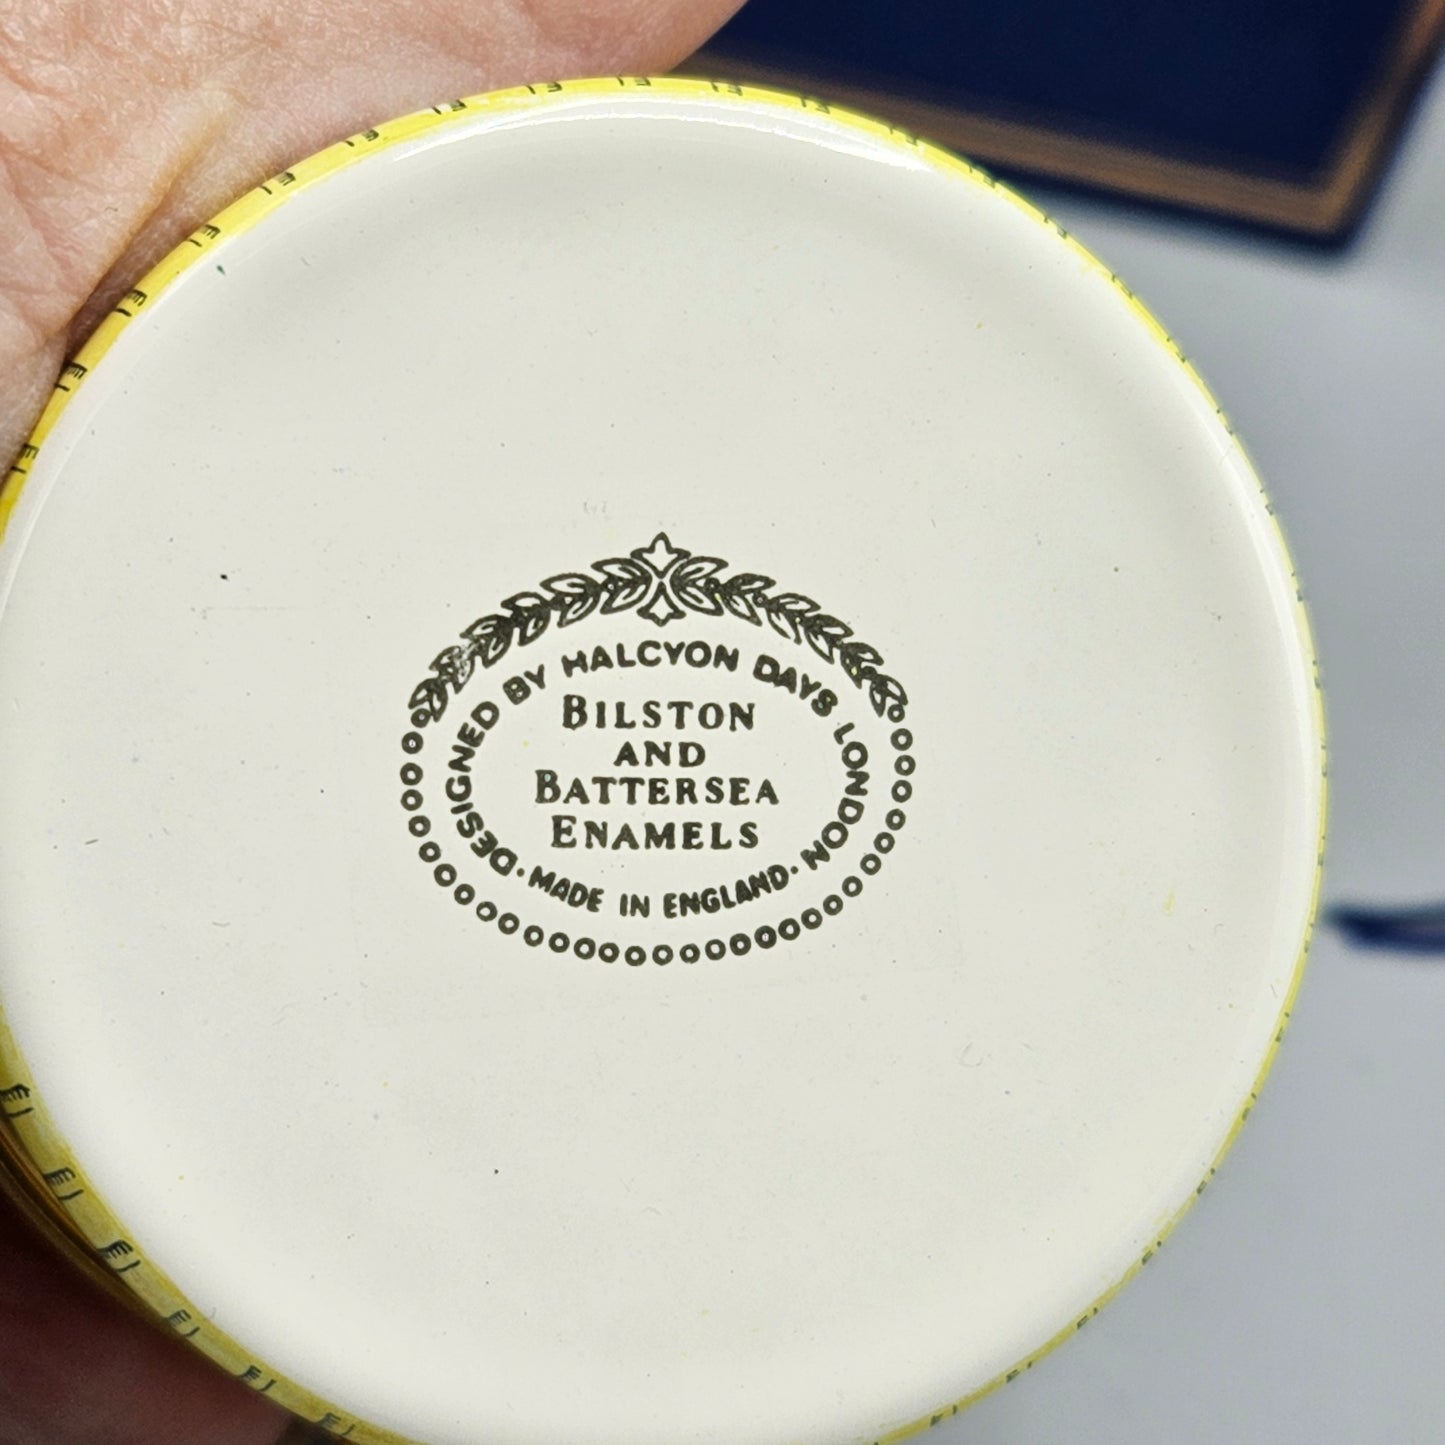 DESIGNED BY HALCYON DAYS LONDON
BILSTON
AND
BATTERSEA
ENAMELS
· MADE IN ENGLAND ·